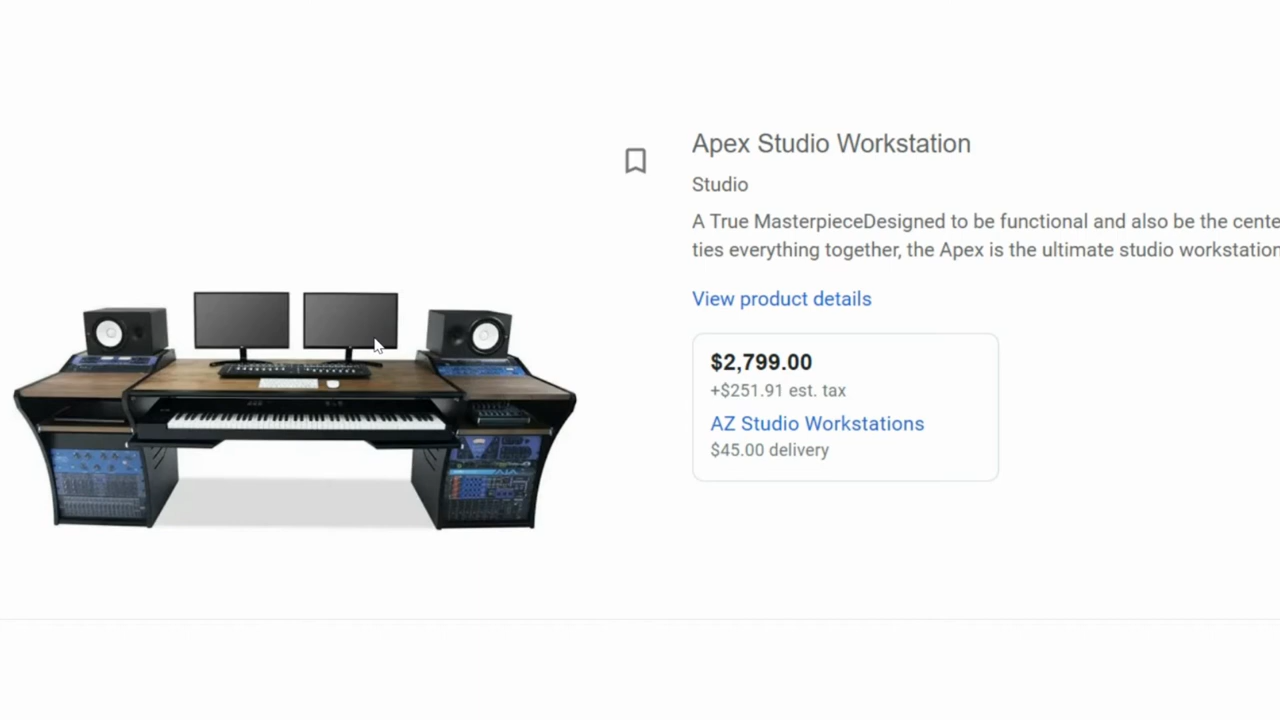 Apex Studio Workstation
Studio
A True MasterpieceDesigned to be functional and also be the cente
ties everything together, the Apex is the ultimate studio workstation
View product details
$2,799.00
+$251.91 est. tax
AZ Studio Workstations
$45.00 delivery